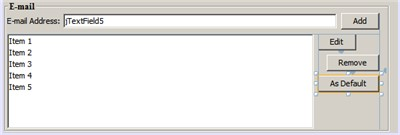 E-mail
E-mail Address: jTextField5 Add
Item 1
Item 2
Item 3
Item 4
Item 5
Edit
Remove
As Default